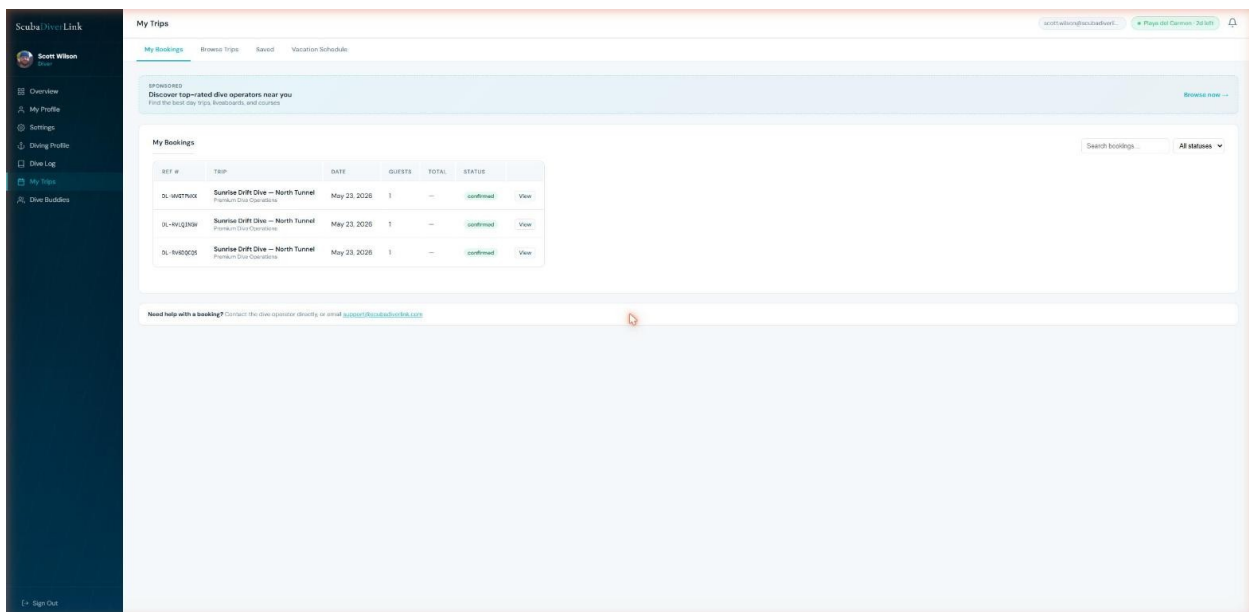 ScubaDiverLink
Scott Wilson
Diver
Overview
My Profile
Settings
Diving Profile
Dive Log
My Trips
Dive Buddies
Sign Out
My Trips
Playa del Carmen · 3d left
My Bookings Browse Trips Saved Vacation Schedule
SPONSORED
Discover top-rated dive operators near you
Find the best day trips, liveaboards, and courses
Browse now →
My Bookings
Search bookings...
All statuses
REF # TRIP DATE GUESTS TOTAL STATUS
Sunrise Drift Dive — North Tunnel May 23, 2026 1 — confirmed View
Premium Dive Operations
Sunrise Drift Dive — North Tunnel May 23, 2026 1 — confirmed View
Premium Dive Operations
Sunrise Drift Dive — North Tunnel May 23, 2026 1 — confirmed View
Premium Dive Operations
Need help with a booking? Contact the dive operator directly, or email support@scubadiverlink.com